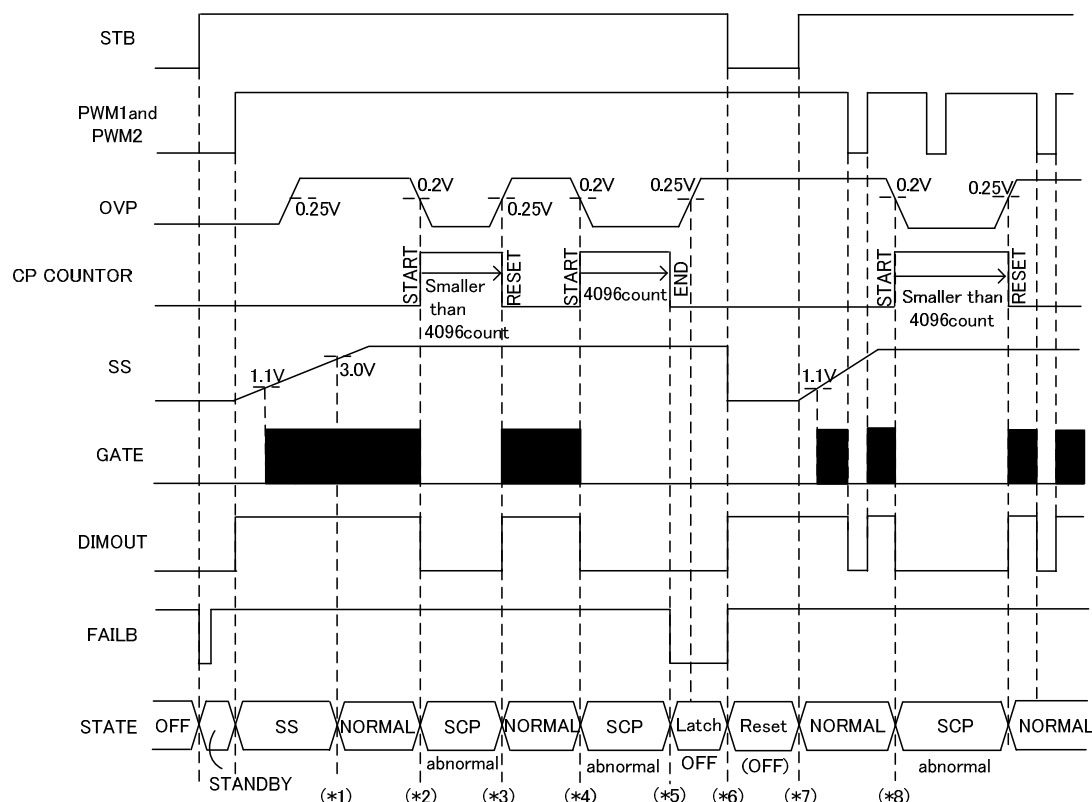 STB
PWM1and
PWM2
OVP
0.25V
0.2V
0.25V
0.2V
0.25V
0.2V
0.25V
CP COUNTOR
START
Smaller
than
4096count
RESET
START
4096count
END
START
Smaller than
4096count
RESET
SS
1.1V
3.0V
1.1V
GATE
DIMOUT
FAILB
STATE
OFF
SS
NORMAL
SCP
NORMAL
SCP
Latch
Reset
NORMAL
SCP
NORMAL
STANDBY
abnormal
abnormal
OFF
(OFF)
abnormal
(*1)
(*2)
(*3)
(*4)
(*5)
(*6)
(*7)
(*8)